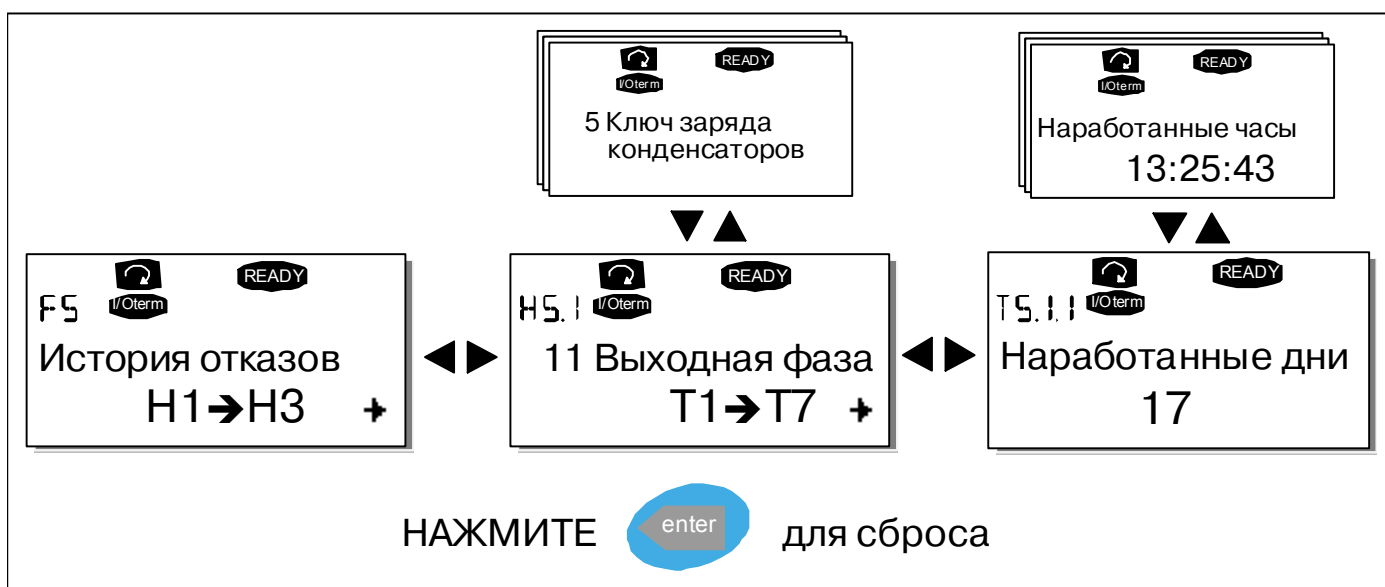 READY
I/Oterm
5 Ключ заряда
конденсаторов
READY
I/Oterm
Наработанные часы
13:25:43
READY
F5
I/Oterm
История отказов
H1➔H3
READY
H5.1
I/Oterm
11 Выходная фаза
T1➔T7
READY
T5.1.1
I/Oterm
Наработанные дни
17
НАЖМИТЕ enter для сброса